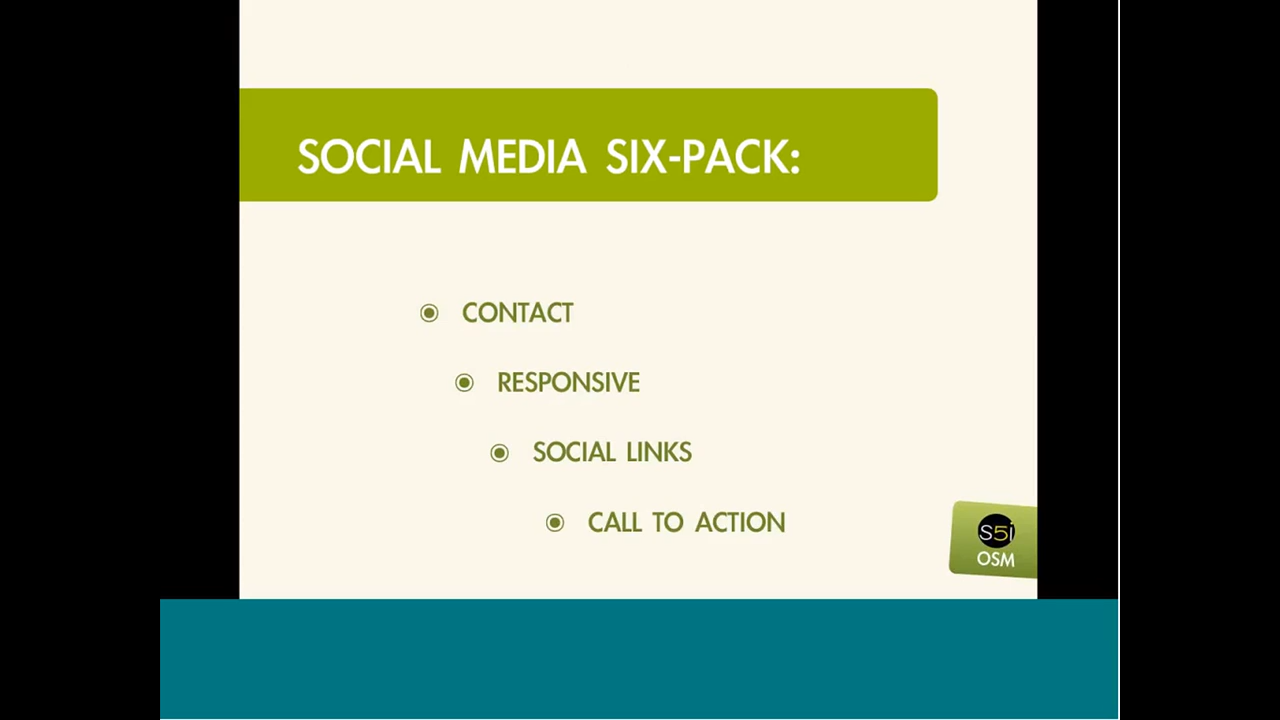 SOCIAL MEDIA SIX-PACK:
CONTACT
RESPONSIVE
SOCIAL LINKS
CALL TO ACTION
S5i
OSM